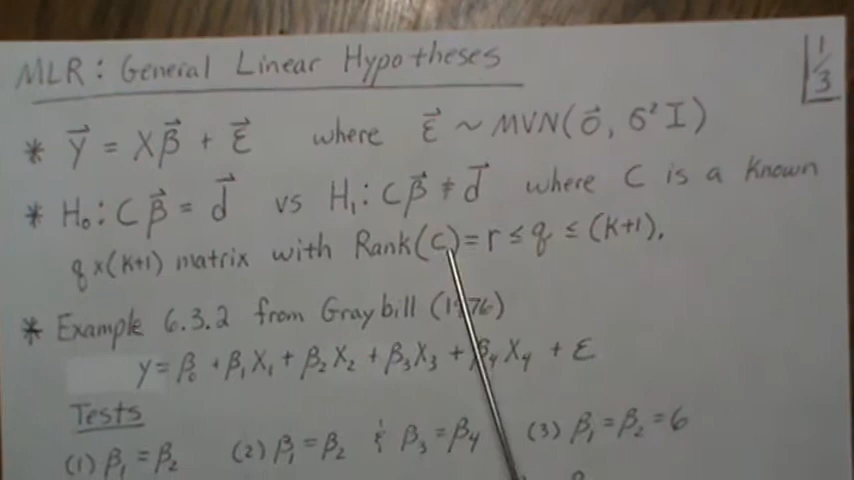 MLR: General Linear Hypotheses
1/3
* Y⃗ = Xβ⃗ + ε⃗ where ε⃗ ~ MVN(0⃗, σ²I)
* H₀: Cβ⃗ = d⃗ vs H₁: Cβ⃗ ≠ d⃗ where C is a known
q×(K+1) matrix with Rank(C)=r ≤ q ≤ (K+1).
* Example 6.3.2 from Graybill (1976)
y = β₀ + β₁X₁ + β₂X₂ + β₃X₃ + β₄X₄ + ε
Tests
(1) β₁ = β₂ (2) β₁ = β₂ & β₃ = β₄ (3) β₁ = β₂ = 6